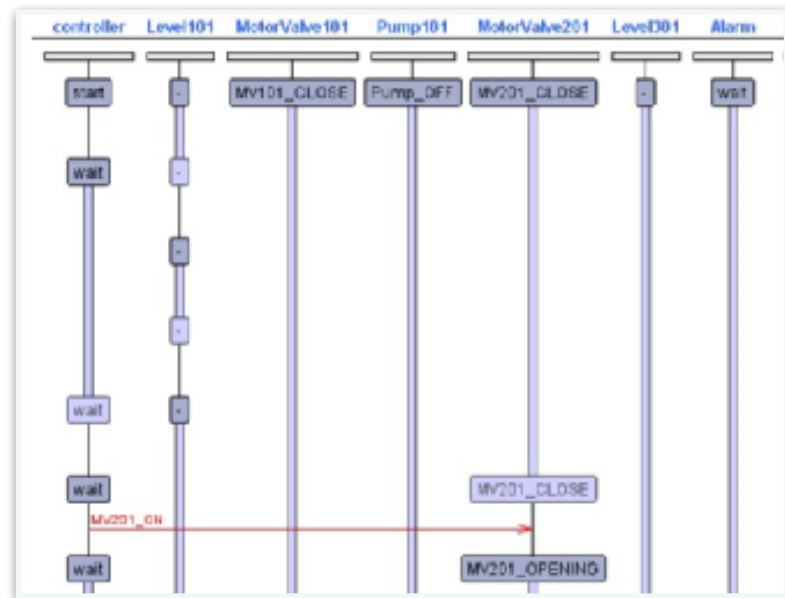 controller Level101 MotorValve101 Pump101 MotorValve201 Level301 Alarm
start - MV101_CLOSE Pump_OFF MV201_CLOSE - wait
wait -
-
-
wait -
wait MV201_CLOSE
MV201_ON
wait MV201_OPENING